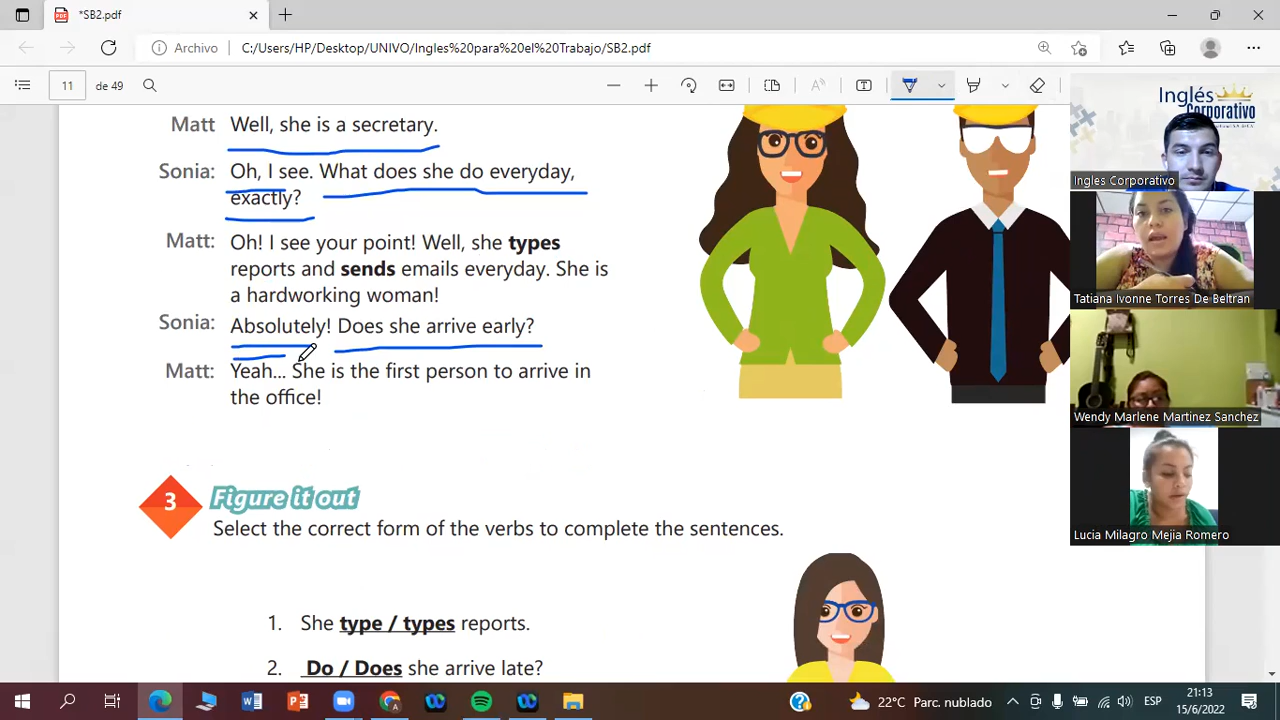 *SB2.pdf
Archivo
C:/Users/HP/Desktop/UNIVO/Ingles%20para%20el%20Trabajo/SB2.pdf
11
de 49
Inglés
Corporativo
Matt
Well, she is a secretary.
Sonia:
Oh, I see. What does she do everyday,
exactly?
Ingles Corporativo
Matt:
Oh! I see your point! Well, she types
reports and sends emails everyday. She is
a hardworking woman!
Tatiana Ivonne Torres De Beltran
Sonia:
Absolutely! Does she arrive early?
Matt:
Yeah... She is the first person to arrive in
the office!
Wendy Marlene Martinez Sanchez
3
Figure it out
Select the correct form of the verbs to complete the sentences.
Lucia Milagro Mejia Romero
1. She type / types reports.
2. Do / Does she arrive late?
22°C Parc. nublado
ESP
21:13
15/6/2022